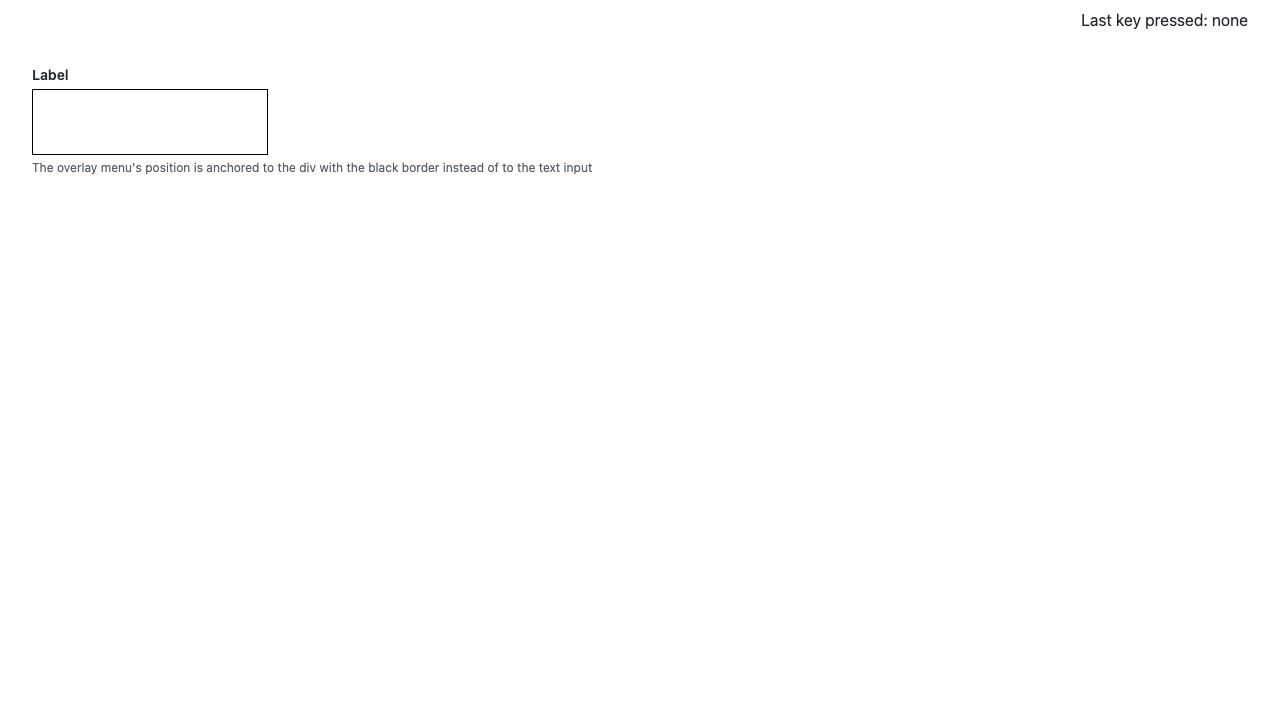 Last key pressed: none
Label
The overlay menu's position is anchored to the div with the black border instead of to the text input